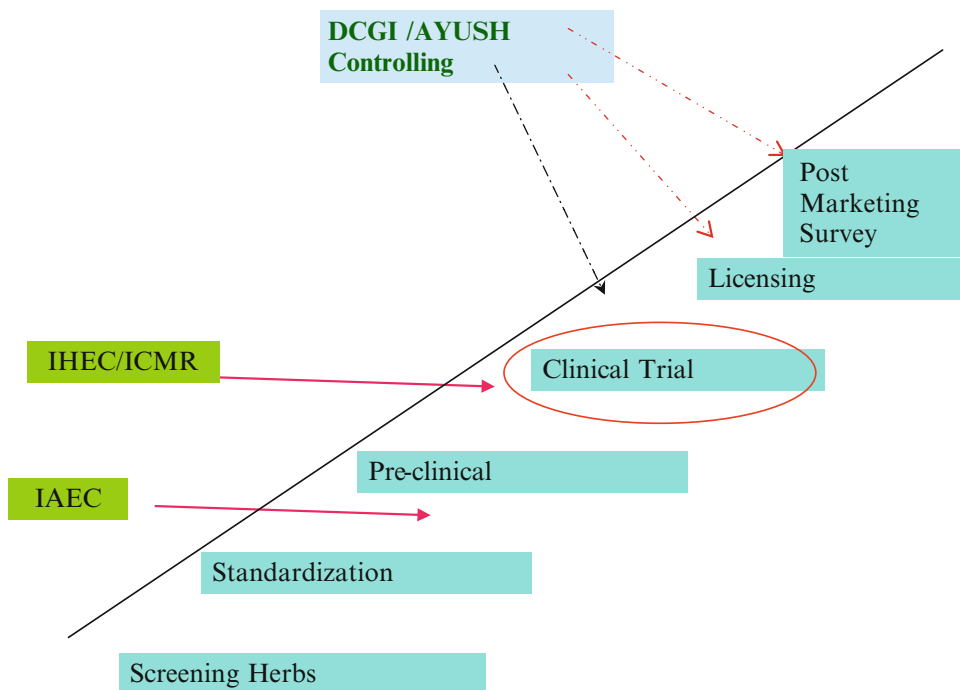 DCGI /AYUSH
Controlling
Post
Marketing
Survey
Licensing
IHEC/ICMR
Clinical Trial
Pre-clinical
IAEC
Standardization
Screening Herbs